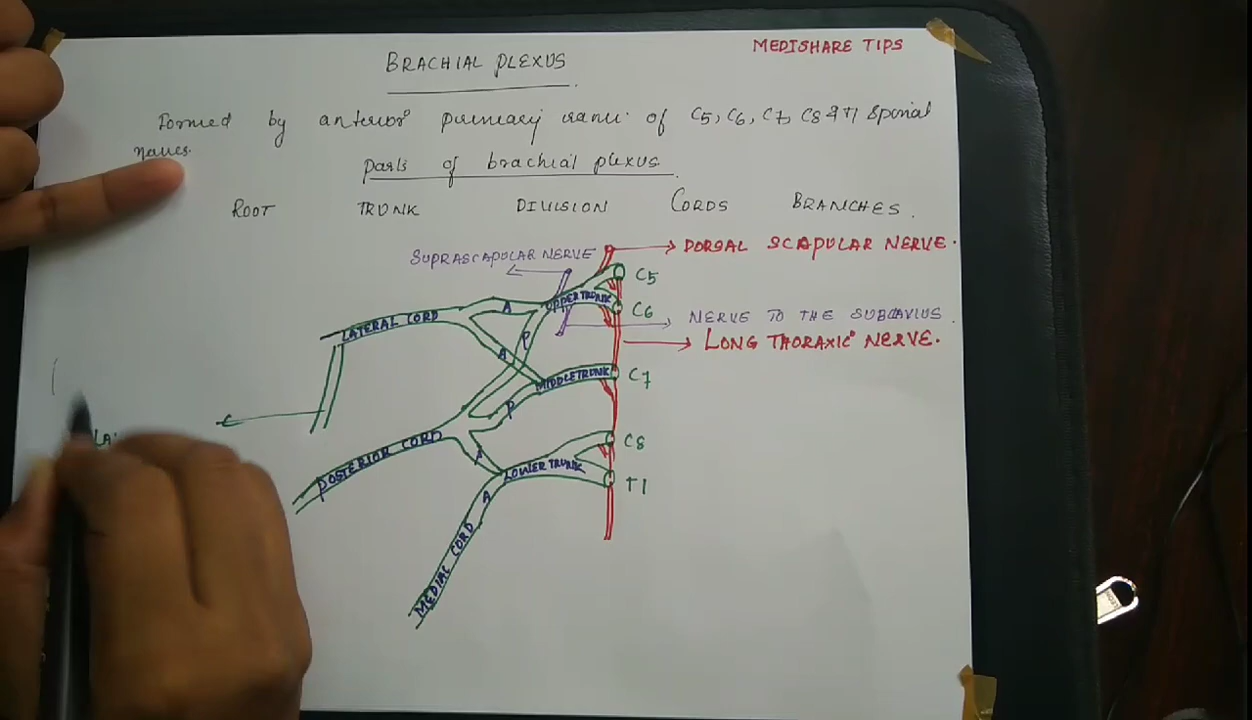 MEDISHARE TIPS
BRACHIAL PLEXUS
Formed by anterior primary rami of C5, C6, C7, C8 & T1 Spinal
nerves.
parts of brachial plexus
ROOT TRUNK DIVISION CORDS BRANCHES.
SUPRASCAPULAR NERVE
DORSAL SCAPULAR NERVE.
C5
UPPER TRUNK
C6
NERVE TO THE SUBCLAVIUS.
LONG THORAXIC NERVE.
LATERAL CORD
A
P
A
MIDDLE TRUNK
C7
P
POSTERIOR CORD
C8
A
LOWER TRUNK
T1
A
MEDIAL CORD